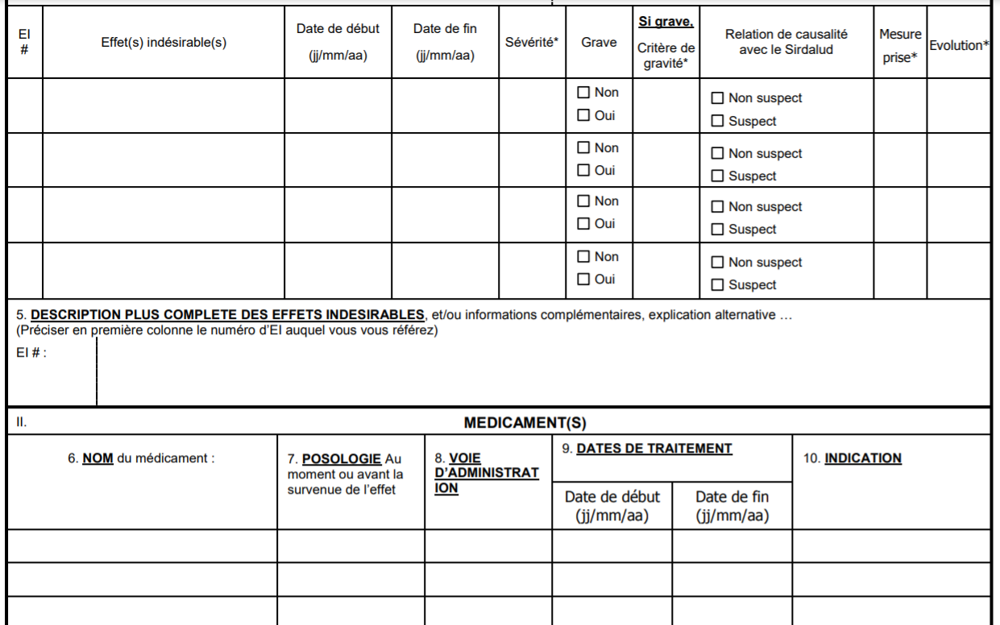 EI
#
Effet(s) indésirable(s)
Date de début
(jj/mm/aa)
Date de fin
(jj/mm/aa)
Sévérité*
Grave
Si grave,
Critère de
gravité*
Relation de causalité
avec le Sirdalud
Mesure
prise*
Evolution*
Non
Oui
Non suspect
Suspect
Non
Oui
Non suspect
Suspect
Non
Oui
Non suspect
Suspect
Non
Oui
Non suspect
Suspect
5. DESCRIPTION PLUS COMPLETE DES EFFETS INDESIRABLES, et/ou informations complémentaires, explication alternative …
(Préciser en première colonne le numéro d’EI auquel vous vous référez)
EI # :
II.
MEDICAMENT(S)
6. NOM du médicament :
7. POSOLOGIE Au
moment ou avant la
survenue de l’effet
8. VOIE
D’ADMINISTRAT
ION
9. DATES DE TRAITEMENT
Date de début
(jj/mm/aa)
Date de fin
(jj/mm/aa)
10. INDICATION